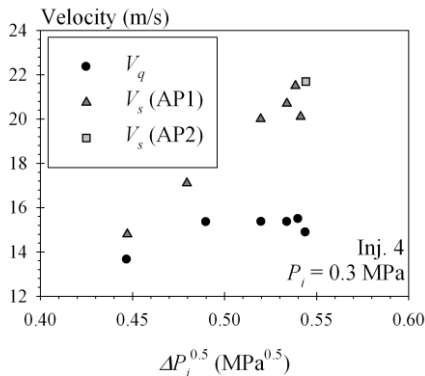 Velocity (m/s)
24
22
20
18
16
14
12
V_q
V_s (AP1)
V_s (AP2)
Inj. 4
P_i = 0.3 MPa
0.40
0.45
0.50
0.55
0.60
ΔP_i^0.5 (MPa^0.5)